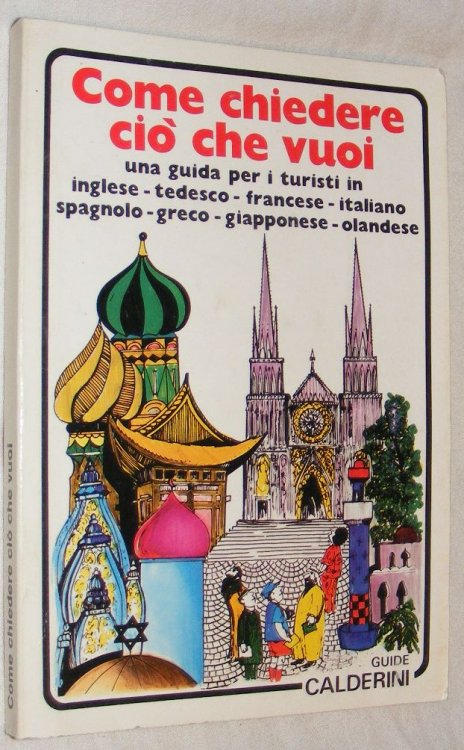 Come chiedere
ciò che vuoi
una guida per i turisti in
inglese - tedesco - francese - italiano
spagnolo - greco - giapponese - olandese
GUIDE
CALDERINI
Come chiedere ciò che vuoi